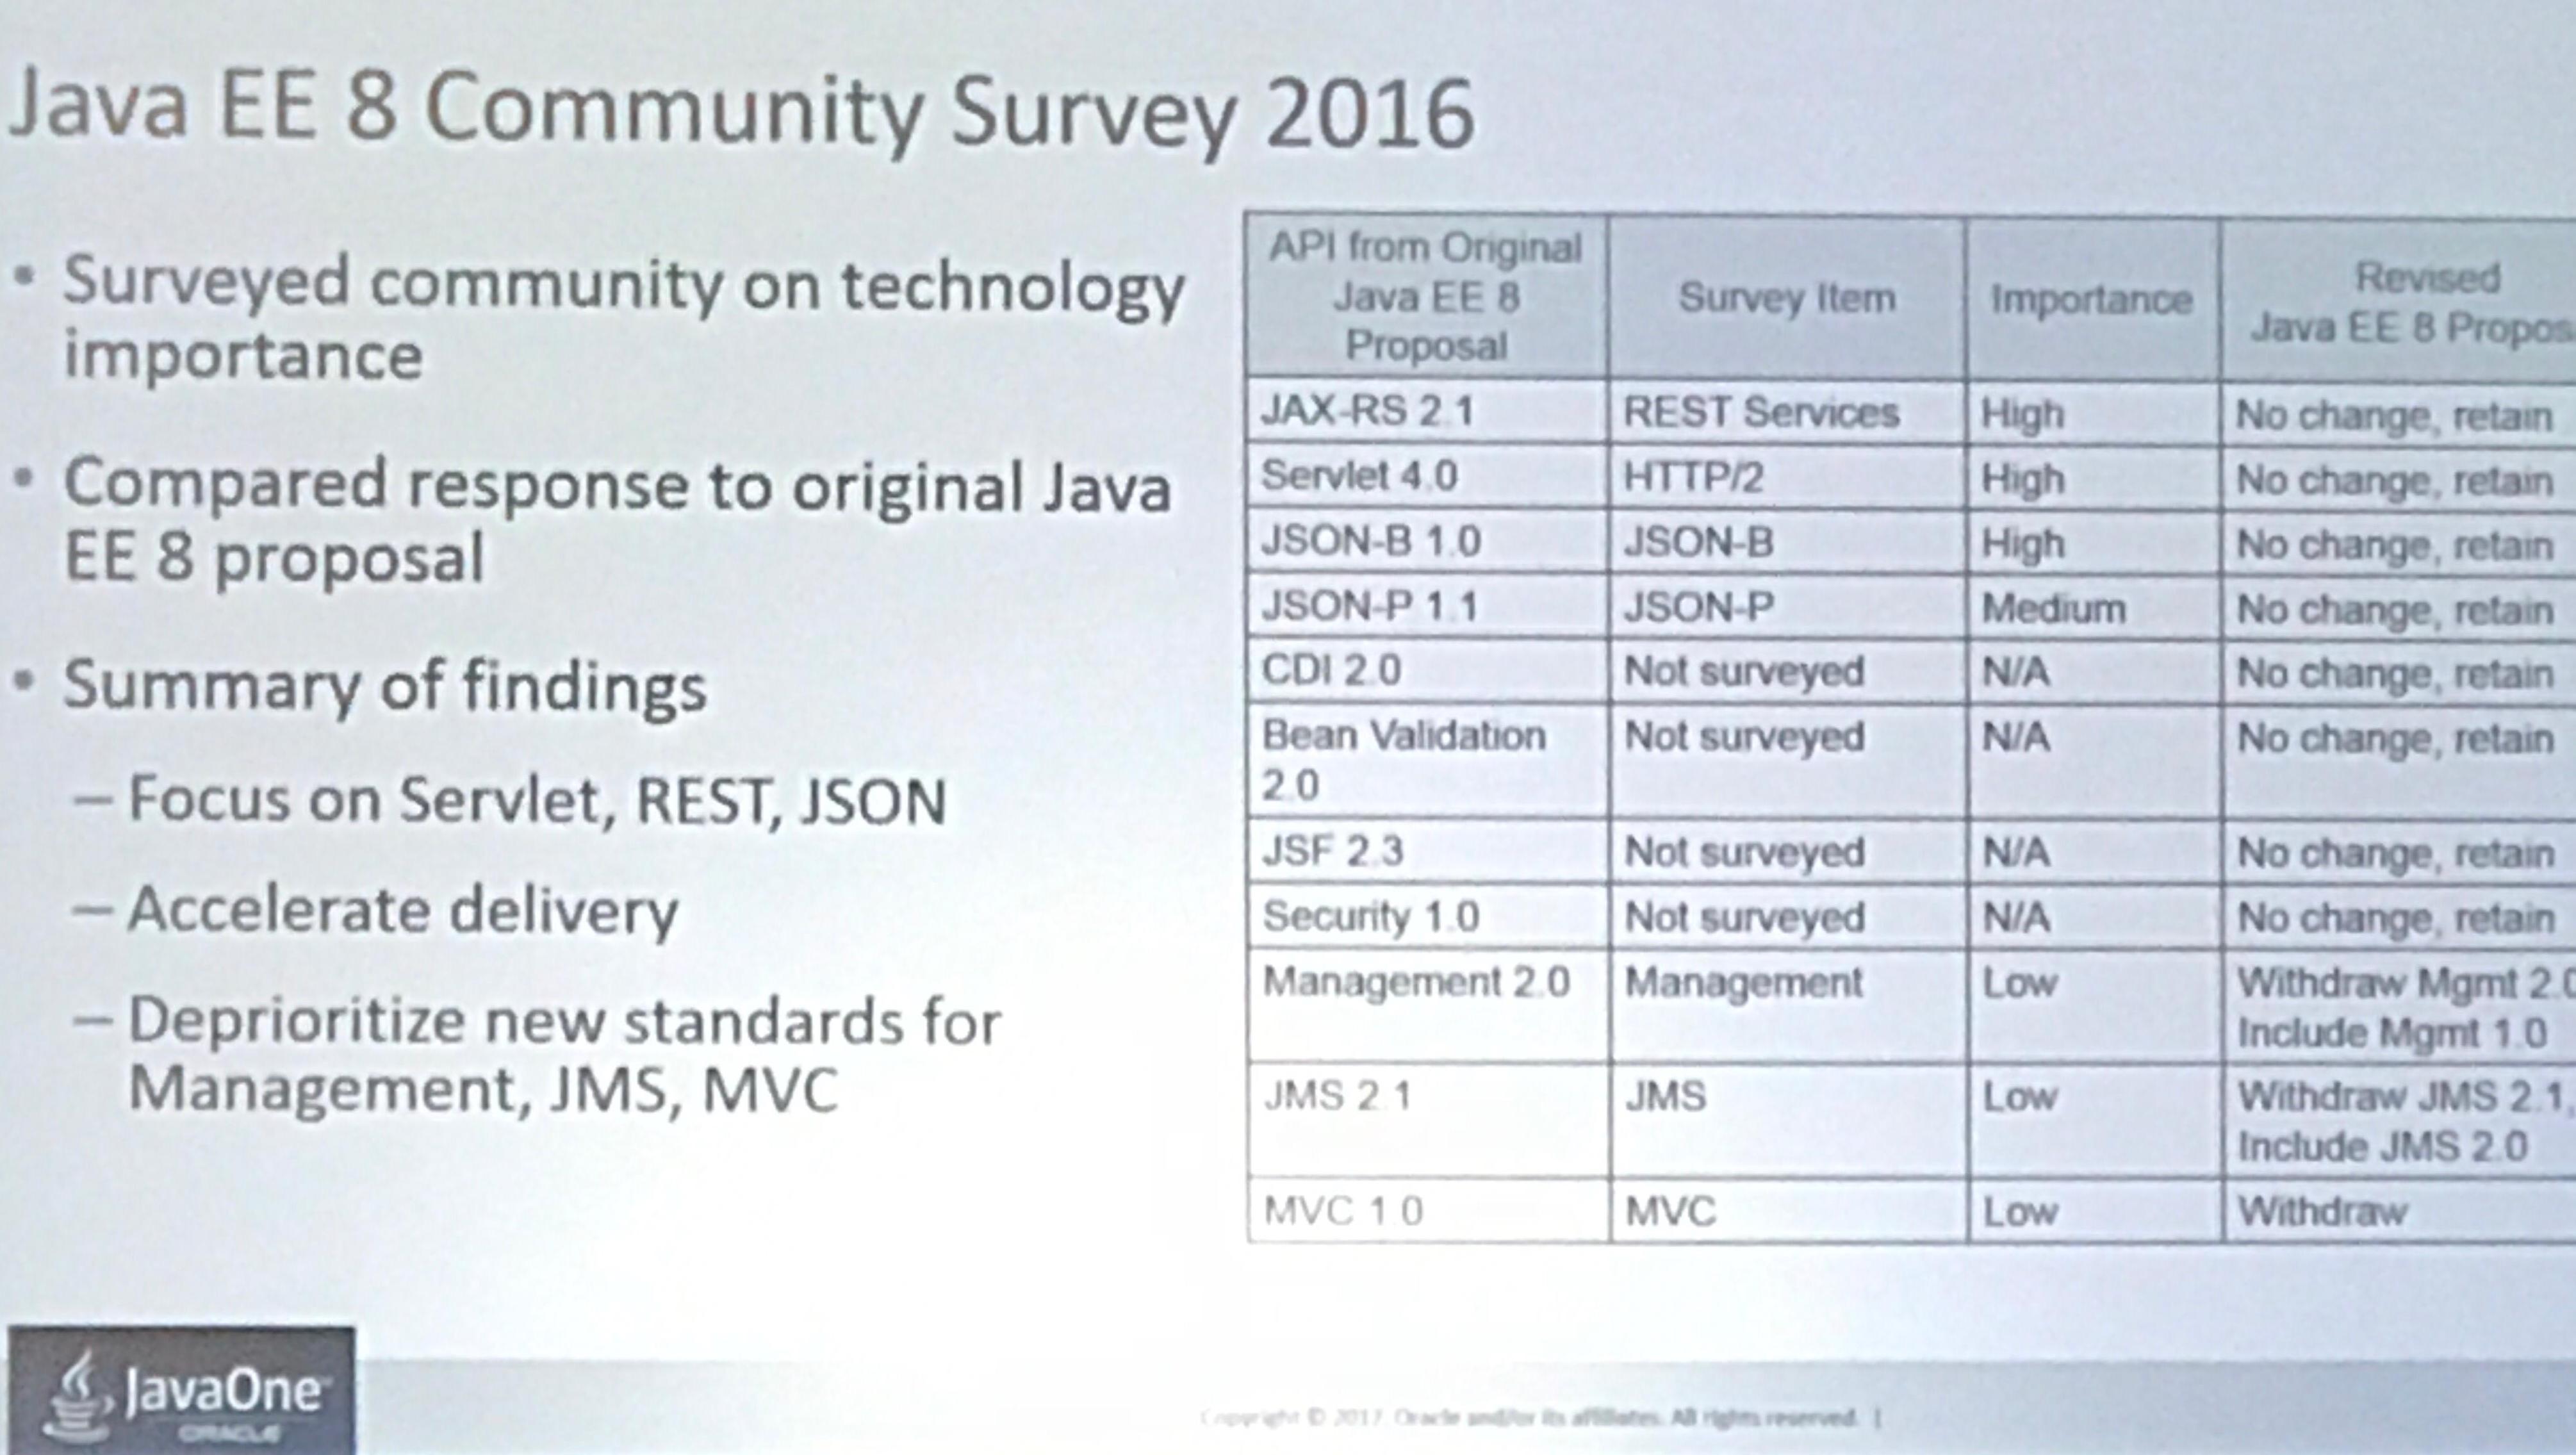 Java EE 8 Community Survey 2016
• Surveyed community on technology
importance
• Compared response to original Java
EE 8 proposal
• Summary of findings
– Focus on Servlet, REST, JSON
– Accelerate delivery
– Deprioritize new standards for
Management, JMS, MVC
API from Original
Java EE 8
Proposal
Survey Item
Importance
Revised
Java EE 8 Propos
JAX-RS 2.1 REST Services High No change, retain
Servlet 4.0 HTTP/2 High No change, retain
JSON-B 1.0 JSON-B High No change, retain
JSON-P 1.1 JSON-P Medium No change, retain
CDI 2.0 Not surveyed N/A No change, retain
Bean Validation Not surveyed N/A No change, retain
2.0
JSF 2.3 Not surveyed N/A No change, retain
Security 1.0 Not surveyed N/A No change, retain
Management 2.0 Management Low Withdraw Mgmt 2.0
Include Mgmt 1.0
JMS 2.1 JMS Low Withdraw JMS 2.1,
Include JMS 2.0
MVC 1.0 MVC Low Withdraw
JavaOne
ORACLE
Copyright © 2017, Oracle and/or its affiliates. All rights reserved. |